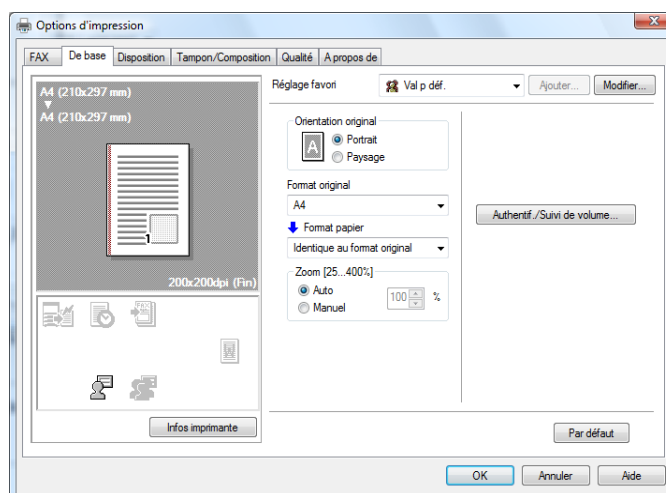 Options d'impression
FAX De base Disposition Tampon/Composition Qualité A propos de
A4 (210x297 mm)
A4 (210x297 mm)
1
200x200dpi (Fin)
Infos imprimante
Réglage favori Val p déf. Ajouter... Modifier...
Orientation original
A Portrait
Paysage
Format original
A4
Format papier
Identique au format original
Zoom [25...400%]
Auto
Manuel
100 %
Authentif./Suivi de volume...
Par défaut
OK Annuler Aide